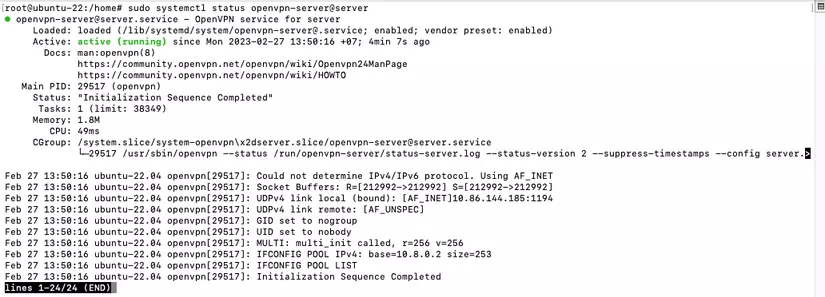 [root@ubuntu-22:/home# sudo systemctl status openvpn-server@server
● openvpn-server@server.service - OpenVPN service for server
Loaded: loaded (/lib/systemd/system/openvpn-server@.service; enabled; vendor preset: enabled)
Active: active (running) since Mon 2023-02-27 13:50:16 +07; 4min 7s ago
Docs: man:openvpn(8)
https://community.openvpn.net/openvpn/wiki/Openvpn24ManPage
https://community.openvpn.net/openvpn/wiki/HOWTO
Main PID: 29517 (openvpn)
Status: "Initialization Sequence Completed"
Tasks: 1 (limit: 38349)
Memory: 1.8M
CPU: 49ms
CGroup: /system.slice/system-openvpn\x2dserver.slice/openvpn-server@server.service
└─29517 /usr/sbin/openvpn --status /run/openvpn-server/status-server.log --status-version 2 --suppress-timestamps --config server.>
Feb 27 13:50:16 ubuntu-22.04 openvpn[29517]: Could not determine IPv4/IPv6 protocol. Using AF_INET
Feb 27 13:50:16 ubuntu-22.04 openvpn[29517]: Socket Buffers: R=[212992->212992] S=[212992->212992]
Feb 27 13:50:16 ubuntu-22.04 openvpn[29517]: UDPv4 link local (bound): [AF_INET]10.86.144.185:1194
Feb 27 13:50:16 ubuntu-22.04 openvpn[29517]: UDPv4 link remote: [AF_UNSPEC]
Feb 27 13:50:16 ubuntu-22.04 openvpn[29517]: GID set to nogroup
Feb 27 13:50:16 ubuntu-22.04 openvpn[29517]: UID set to nobody
Feb 27 13:50:16 ubuntu-22.04 openvpn[29517]: MULTI: multi_init called, r=256 v=256
Feb 27 13:50:16 ubuntu-22.04 openvpn[29517]: IFCONFIG POOL IPv4: base=10.8.0.2 size=253
Feb 27 13:50:16 ubuntu-22.04 openvpn[29517]: IFCONFIG POOL LIST
Feb 27 13:50:16 ubuntu-22.04 openvpn[29517]: Initialization Sequence Completed
lines 1-24/24 (END)